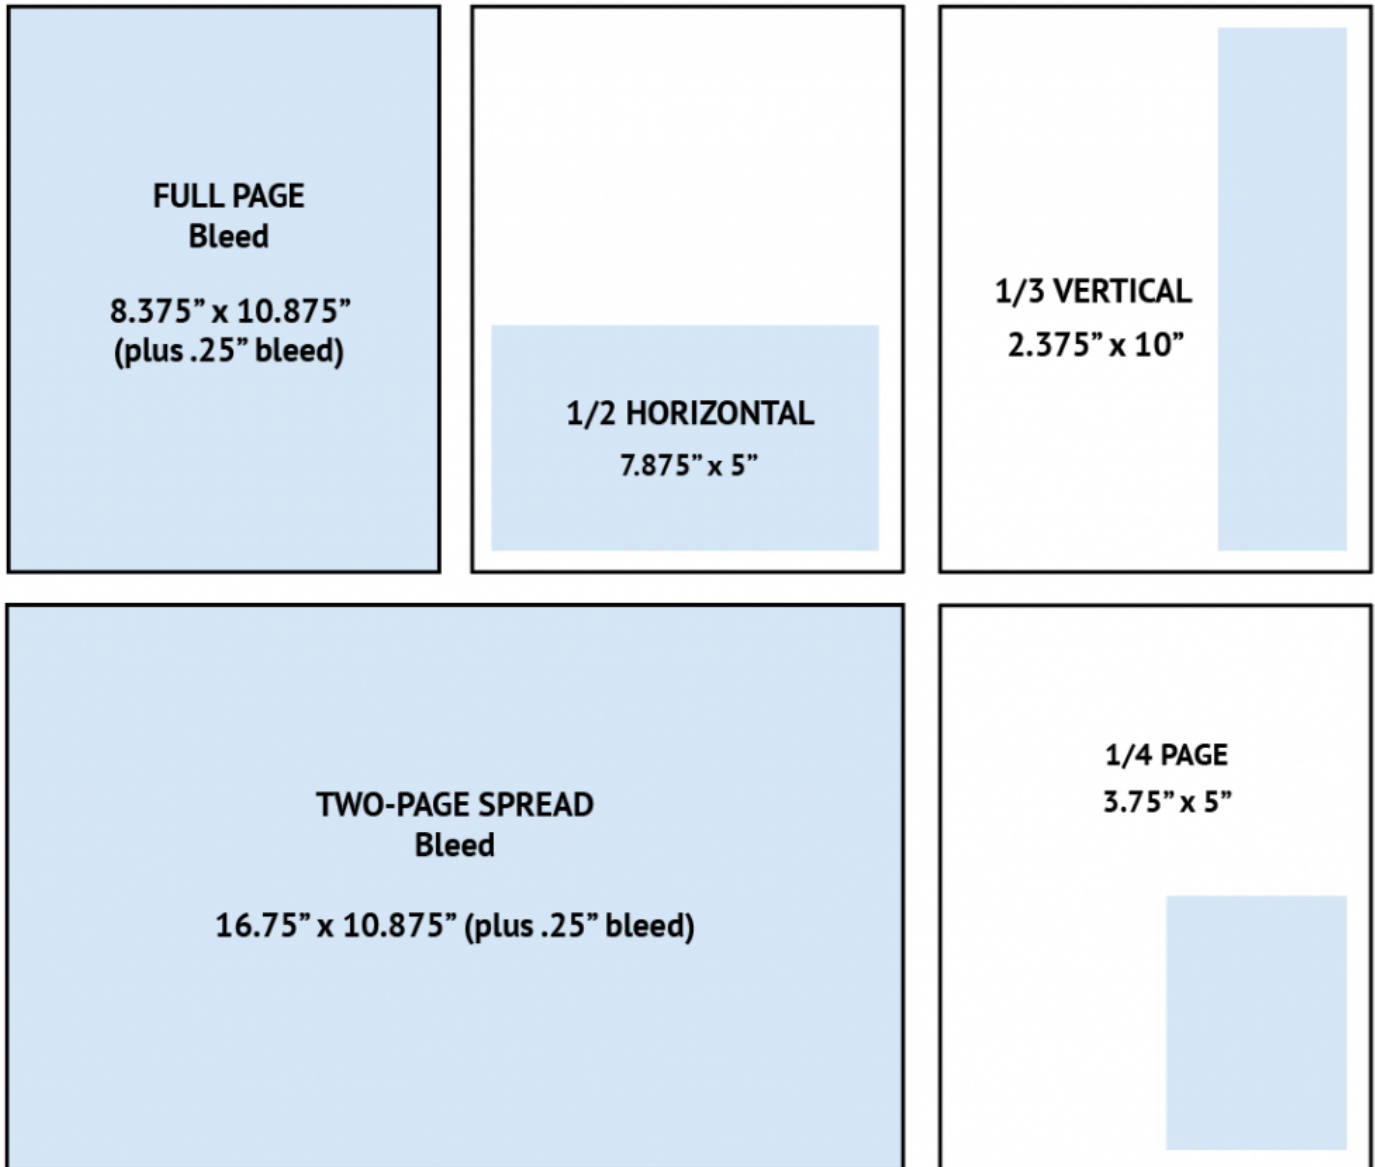 FULL PAGE
Bleed
8.375” x 10.875”
(plus .25” bleed)
1/2 HORIZONTAL
7.875” x 5”
1/3 VERTICAL
2.375” x 10”
TWO-PAGE SPREAD
Bleed
16.75” x 10.875” (plus .25” bleed)
1/4 PAGE
3.75” x 5”